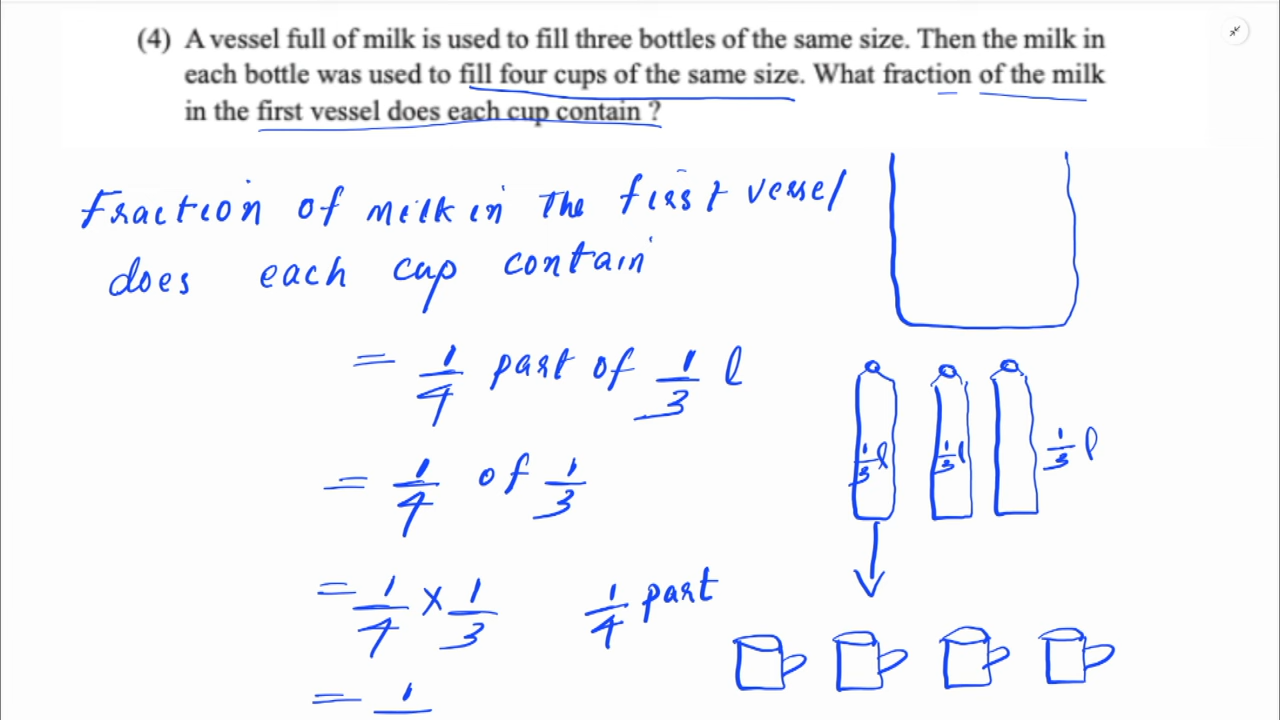 (4) A vessel full of milk is used to fill three bottles of the same size. Then the milk in
each bottle was used to fill four cups of the same size. What fraction of the milk
in the first vessel does each cup contain ?
Fraction of milk in the first vessel
does each cup contain
= 1/4 part of 1/3 l
= 1/4 of 1/3
= 1/4 × 1/3
= 1
1/3 l
1/3 l
1/3 l
1/4 part